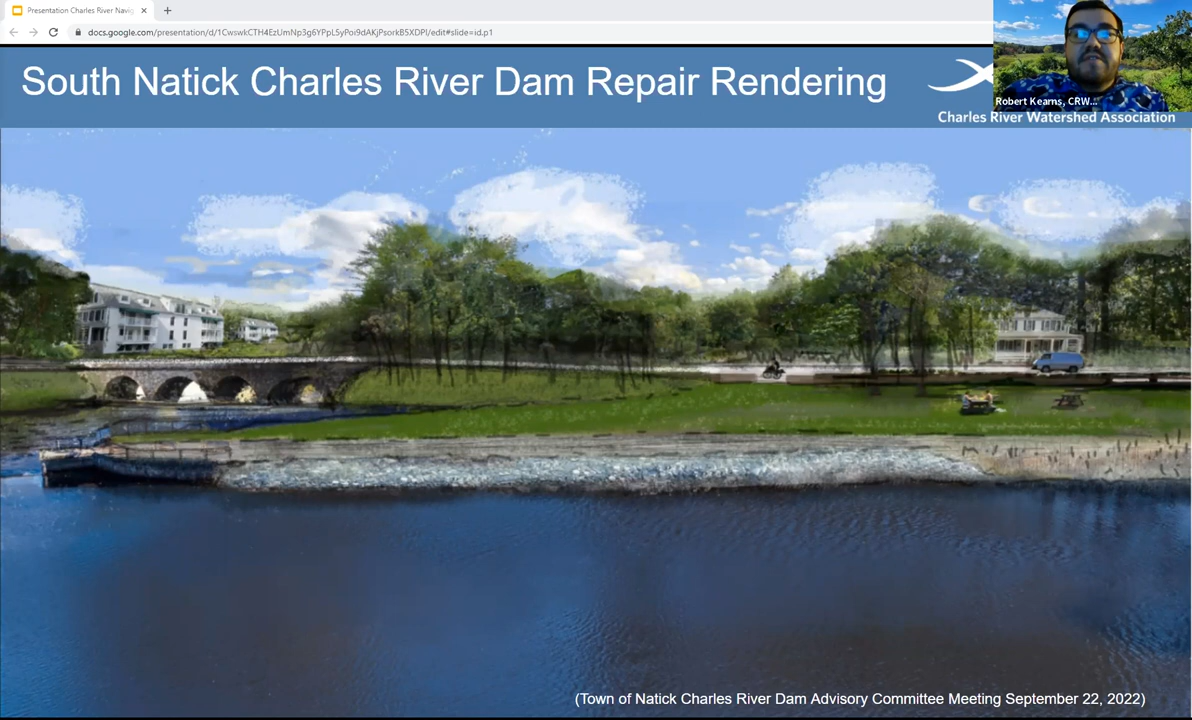 Presentation Charles River Navig
docs.google.com/presentation/d/1CwswkCTH4EzUmNp3g6YPpL5yPoi9dAKjPsorkB5XDPI/edit#slide=id.p1
South Natick Charles River Dam Repair Rendering
Robert Kearns, CRW...
Charles River Watershed Association
(Town of Natick Charles River Dam Advisory Committee Meeting September 22, 2022)